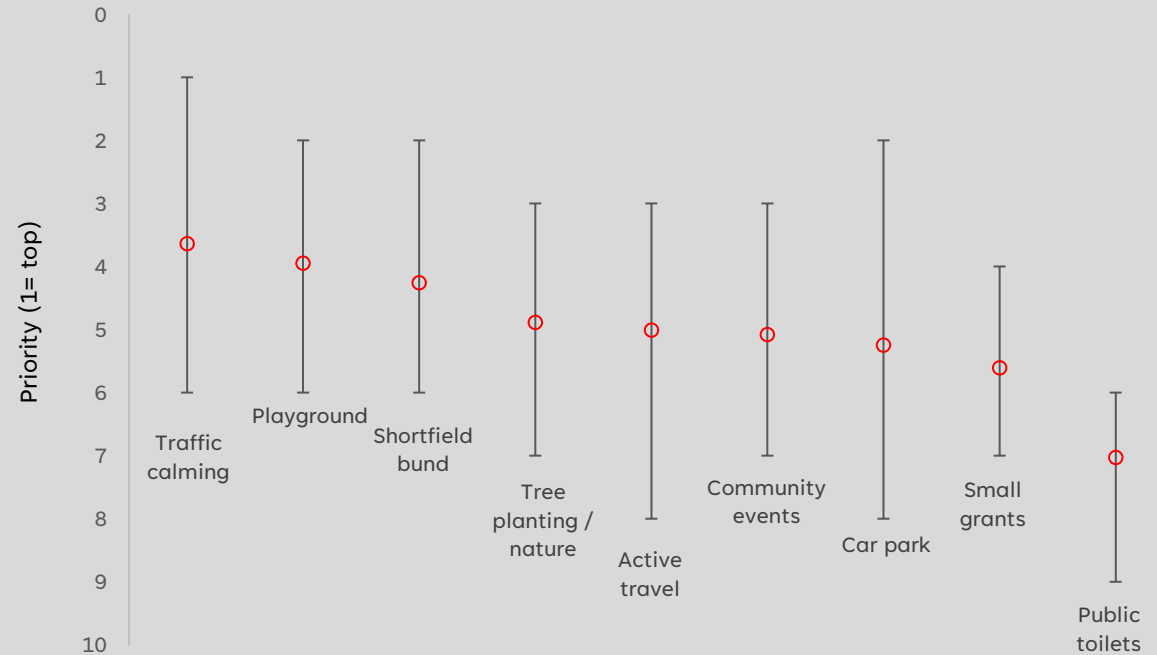 Priority (1= top)
0
1
2
3
4
5
6
7
8
9
10
Traffic
calming
Playground
Shortfield
bund
Tree
planting /
nature
Active
travel
Community
events
Car park
Small
grants
Public
toilets